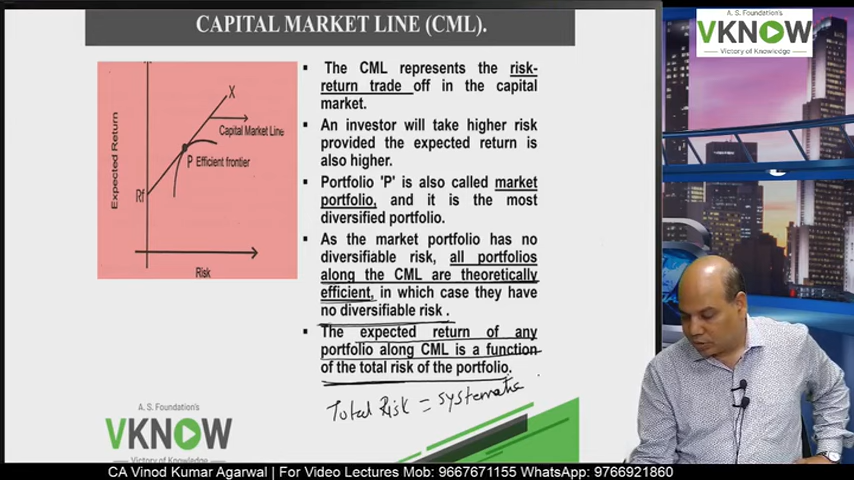 CAPITAL MARKET LINE (CML).
A. S. Foundation's
VKNOW
Victory of Knowledge
Expected Return
X
Capital Market Line
P Efficient frontier
Rf
Risk
The CML represents the risk-
return trade off in the capital
market.
An investor will take higher risk
provided the expected return is
also higher.
Portfolio 'P' is also called market
portfolio, and it is the most
diversified portfolio.
As the market portfolio has no
diversifiable risk, all portfolios
along the CML are theoretically
efficient, in which case they have
no diversifiable risk .
The expected return of any
portfolio along CML is a function
of the total risk of the portfolio.
Total Risk = Systematic
A. S. Foundation's
VKNOW
Victory of Knowledge
CA Vinod Kumar Agarwal | For Video Lectures Mob: 9667671155 WhatsApp: 9766921860